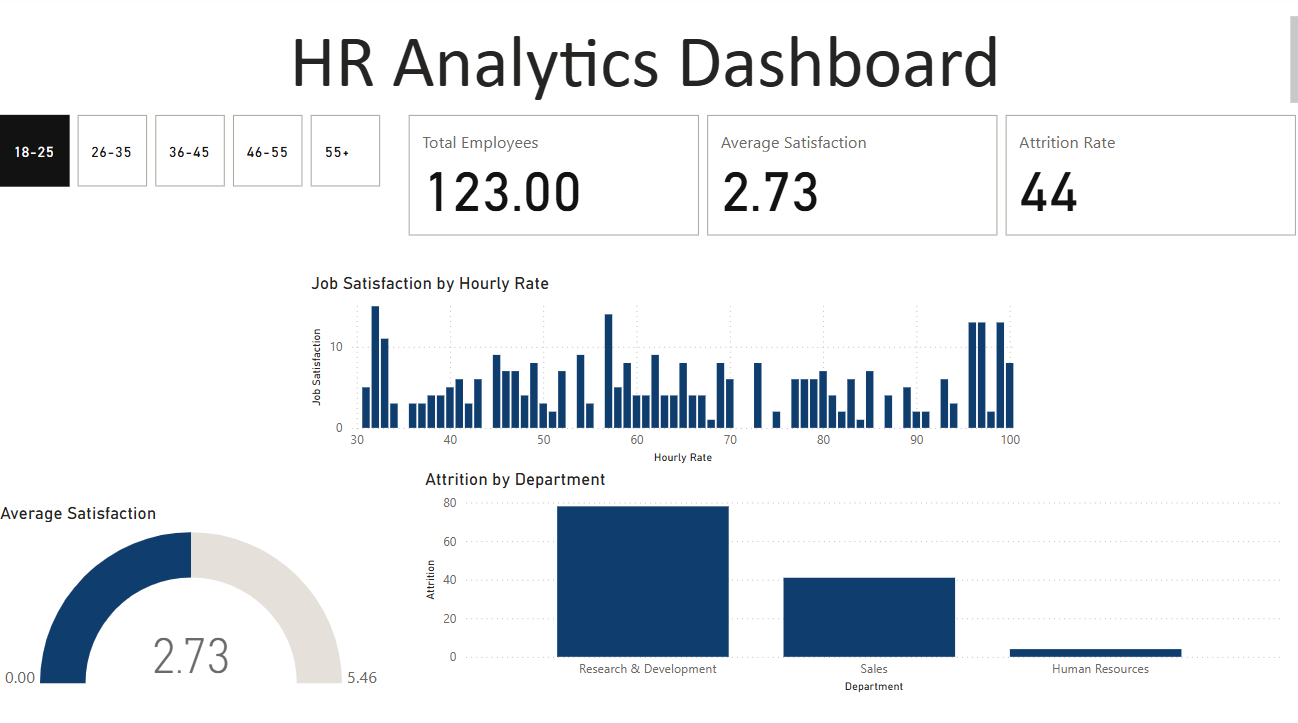 HR Analytics Dashboard
18-25 26-35 36-45 46-55 55+
Total Employees
123.00
Average Satisfaction
2.73
Attrition Rate
44
Job Satisfaction by Hourly Rate
Job Satisfaction
10
0
30 40 50 60 70 80 90 100
Hourly Rate
Average Satisfaction
2.73
0.00 5.46
Attrition by Department
Attrition
80
60
40
20
0
Research & Development Sales Human Resources
Department